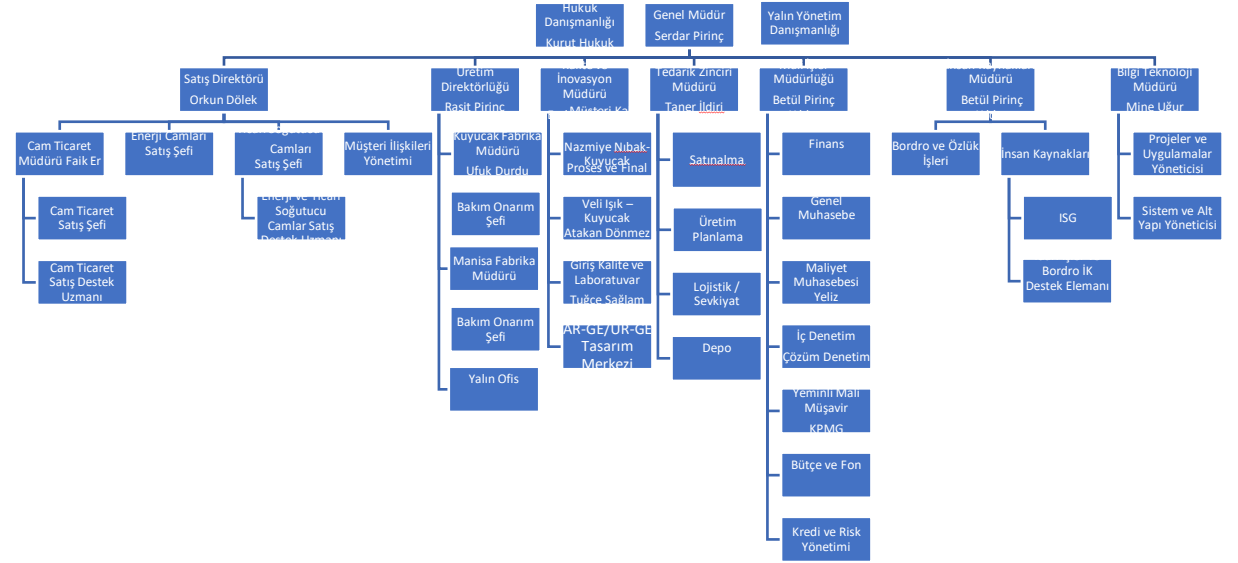 Hukuk
Danışmanlığı
Kurut Hukuk
Genel Müdür
Serdar Pirinç
Yalın Yönetim
Danışmanlığı
Satış Direktörü
Orkun Dölek
Üretim
Direktörlüğü
Raşit Pirinç
İnovasyon
Müdürü
Müşteri
Tedarik Zinciri
Müdürü
Taner İldiri
Müdürlüğü
Betül Pirinç
Müdürü
Betül Pirinç
Bilgi Teknoloji
Müdürü
Mine Uğur
Cam Ticaret
Müdürü Faik Er
Enerji Camları
Satış Şefi
Camları
Satış Şefi
Müşteri İlişkileri
Yönetimi
Cam Ticaret
Satış Şefi
Cam Ticaret
Satış Destek
Uzmanı
Enerji ve Ticari
Soğutucu
Camlar Satış
Destek Uzmanı
Kuyucak Fabrika
Müdürü
Ufuk Durdu
Bakım Onarım
Şefi
Manisa Fabrika
Müdürü
Bakım Onarım
Şefi
Yalın Ofis
Nazmiye Nıbak-
Kuyucak
Proses ve Final
Veli Işık –
Kuyucak
Atakan Dönmez
Giriş Kalite ve
Laboratuvar
Tuğçe Sağlam
AR-GE/ÜR-GE
Tasarım
Merkezi
Satınalma
Üretim
Planlama
Lojistik /
Sevkiyat
Depo
Finans
Genel
Muhasebe
Maliyet
Muhasebesi
Yeliz
İç Denetim
Çözüm Denetim
Yeminli Mali
Müşavir
KPMG
Bütçe ve Fon
Kredi ve Risk
Yönetimi
Bordro ve Özlük
İşleri
İnsan Kaynakları
ISG
Bordro İK
Destek Elemanı
Projeler ve
Uygulamalar
Yöneticisi
Sistem ve Alt
Yapı Yöneticisi